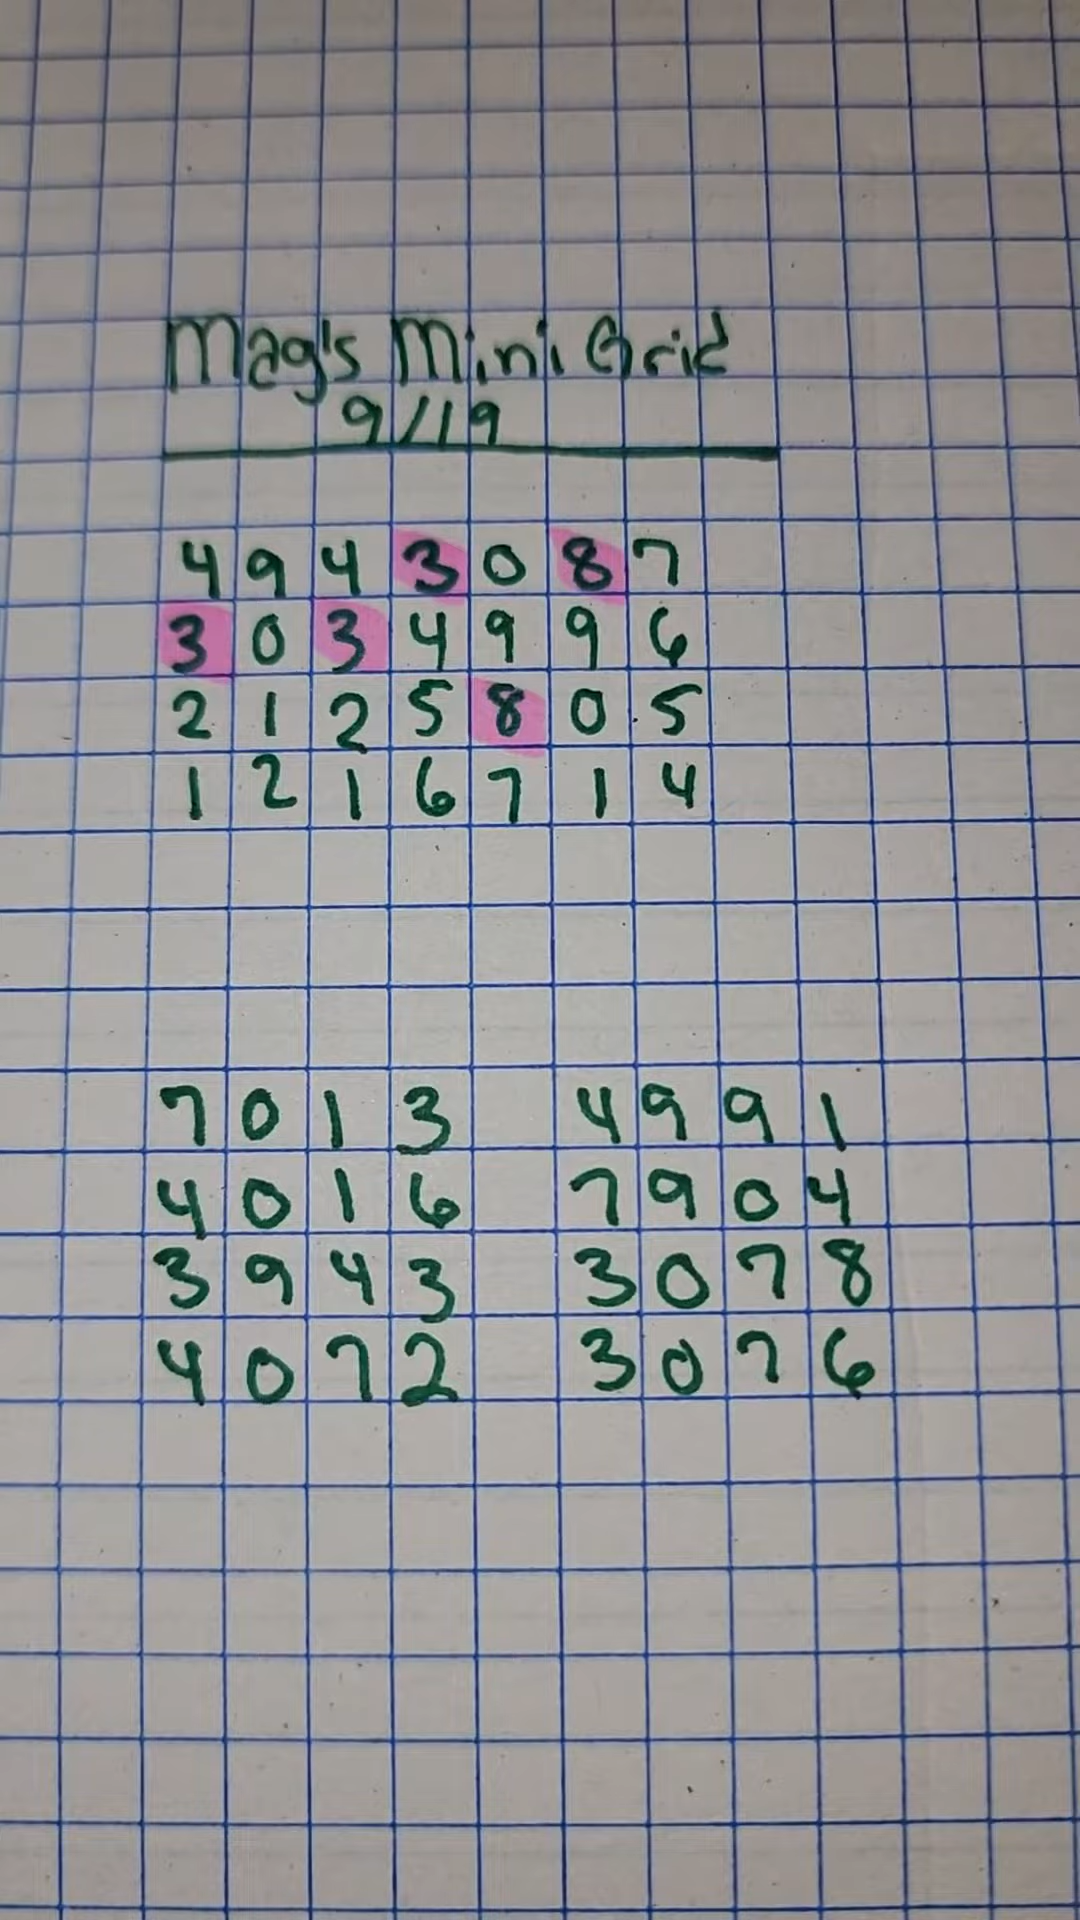 Mag's Mini Grid
9/19
4 9 4 3 0 8 7
3 0 3 4 9 9 6
2 1 2 5 8 0 5
1 2 1 6 7 1 4
7 0 1 3 4 9 9 1
4 0 1 6 7 9 0 4
3 9 4 3 3 0 7 8
4 0 7 2 3 0 7 6